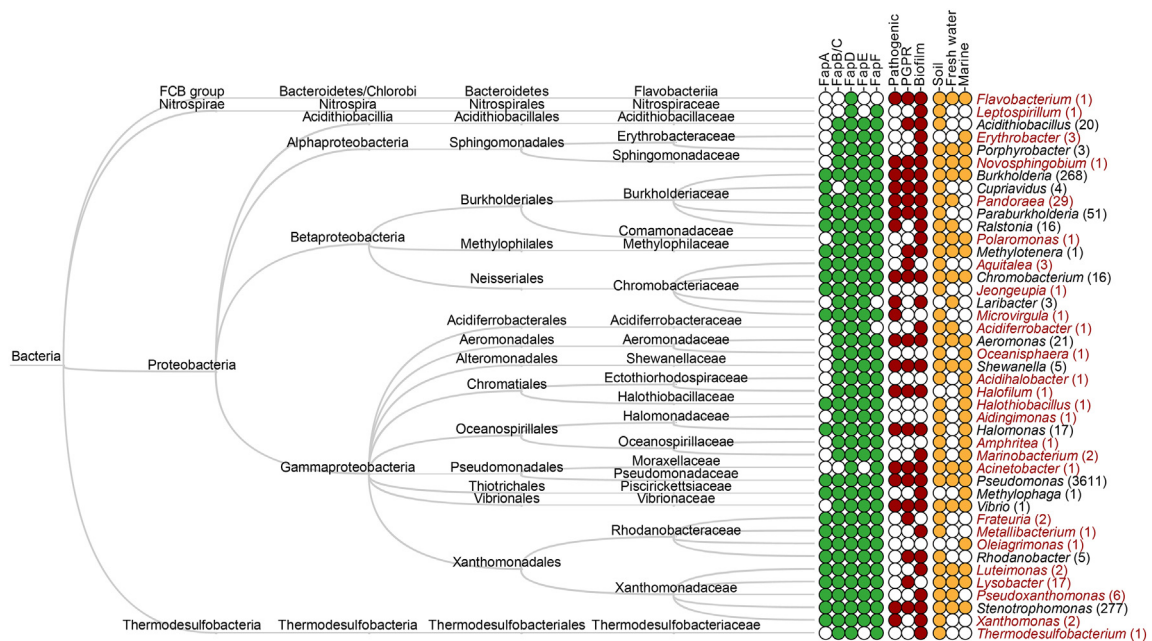 FapA
FapB/C
FapD
FapE
FapF
Pathogenic
PGPR
Biofilm
Soil
Fresh water
Marine
FCB group Bacteroidetes/Chlorobi Bacteroidetes Flavobacteriia Flavobacterium (1)
Nitrospirae Nitrospira Nitrospirales Nitrospiraceae Leptospirillum (1)
Acidithiobacillia Acidithiobacillales Acidithiobacillaceae Acidithiobacillus (20)
Erythrobacteraceae Erythrobacter (3)
Alphaproteobacteria Sphingomonadales Porphyrobacter (3)
Sphingomonadaceae Novosphingobium (1)
Burkholderia (268)
Burkholderiales Burkholderiaceae Cupriavidus (4)
Pandoraea (29)
Paraburkholderia (51)
Comamonadaceae Ralstonia (16)
Betaproteobacteria Polaromonas (1)
Methylophilales Methylophilaceae Methylotenera (1)
Aquitalea (3)
Neisseriales Chromobacterium (16)
Chromobacteriaceae Jeongeupia (1)
Laribacter (3)
Microvirgula (1)
Acidiferrobacterales Acidiferrobacteraceae Acidiferrobacter (1)
Aeromonadales Aeromonadaceae Aeromonas (21)
Bacteria Alteromonadales Shewanellaceae Oceanisphaera (1)
Proteobacteria Shewanella (5)
Chromatiales Ectothiorhodospiraceae Acidihalobacter (1)
Halothiobacillaceae Halofilum (1)
Halothiobacillus (1)
Halomonadaceae Aidingimonas (1)
Oceanospirillales Halomonas (17)
Oceanospirillaceae Amphritea (1)
Moraxellaceae Marinobacterium (2)
Gammaproteobacteria Pseudomonadales Acinetobacter (1)
Pseudomonadaceae Pseudomonas (3611)
Thiotrichales Piscirickettsiaceae Methylophaga (1)
Vibrionales Vibrionaceae Vibrio (1)
Frateuria (2)
Rhodanobacteraceae Metallibacterium (1)
Oleiagrimonas (1)
Xanthomonadales Rhodanobacter (5)
Luteimonas (2)
Xanthomonadaceae Lysobacter (17)
Pseudoxanthomonas (6)
Stenotrophomonas (277)
Thermodesulfobacteria Thermodesulfobacteria Thermodesulfobacteriales Thermodesulfobacteriaceae Xanthomonas (2)
Thermodesulfobacterium (1)